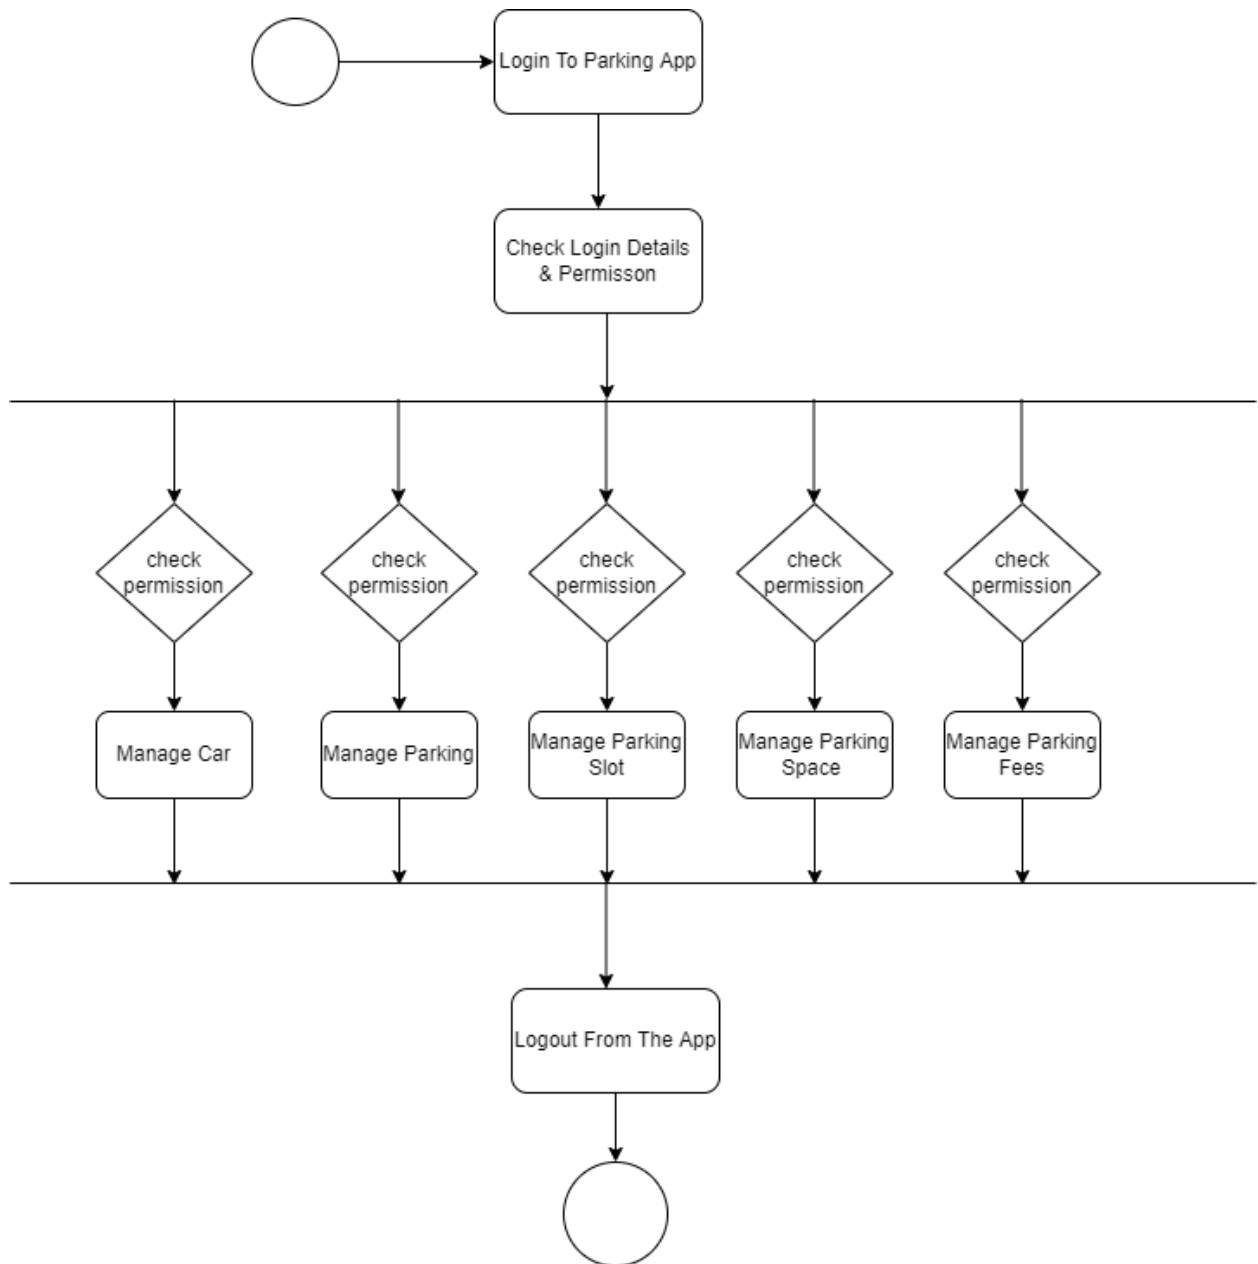 Login To Parking App
Check Login Details
& Permisson
check
permission
check
permission
check
permission
check
permission
check
permission
Manage Car
Manage Parking
Manage Parking
Slot
Manage Parking
Space
Manage Parking
Fees
Logout From The App